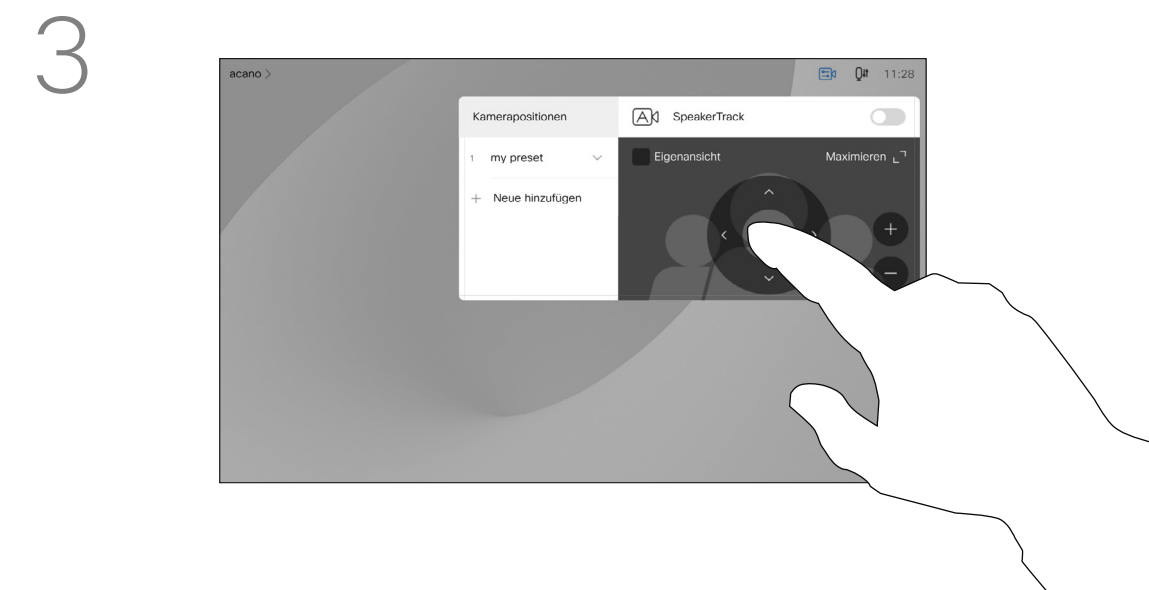 3
acano >
11:28
Kamerapositionen
SpeakerTrack
1 my preset
Eigenansicht
Maximieren
+ Neue hinzufügen